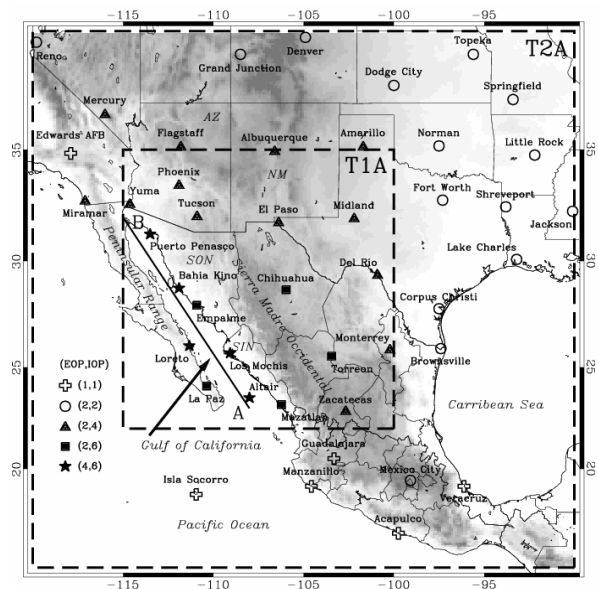 -115 -110 -105 -100 -95
T2A
Reno
Denver
Topeka
Grand Junction
Dodge City
Springfield
Mercury
AZ
Edwards AFB
Flagstaff
Albuquerque
Amarillo
Norman
Little Rock
35
35
T1A
Phoenix
NM
Yuma
Tucson
Fort Worth
Shreveport
Miramar
B
El Paso
Midland
Jackson
Puerto Penasco
Lake Charles
30
30
SON
Peninsular Range
Bahia Kino
Sierra Madre Occidental
Chihuahua
Del Rio
Corpus Christi
Empalme
(EOP,IOP)
SIN
Monterrey
Brownsville
(1,1)
Loreto
Los Mochis
Torreon
25
25
(2,2)
La Paz
Altair
Zacatecas
Carribean Sea
(2,4)
A
Mazatlan
(2,6)
Gulf of California
Guadalajara
(4,6)
Isla Socorro
Manzanillo
Mexico City
Veracruz
20
20
Pacific Ocean
Acapulco
15
15
-115 -110 -105 -100 -95